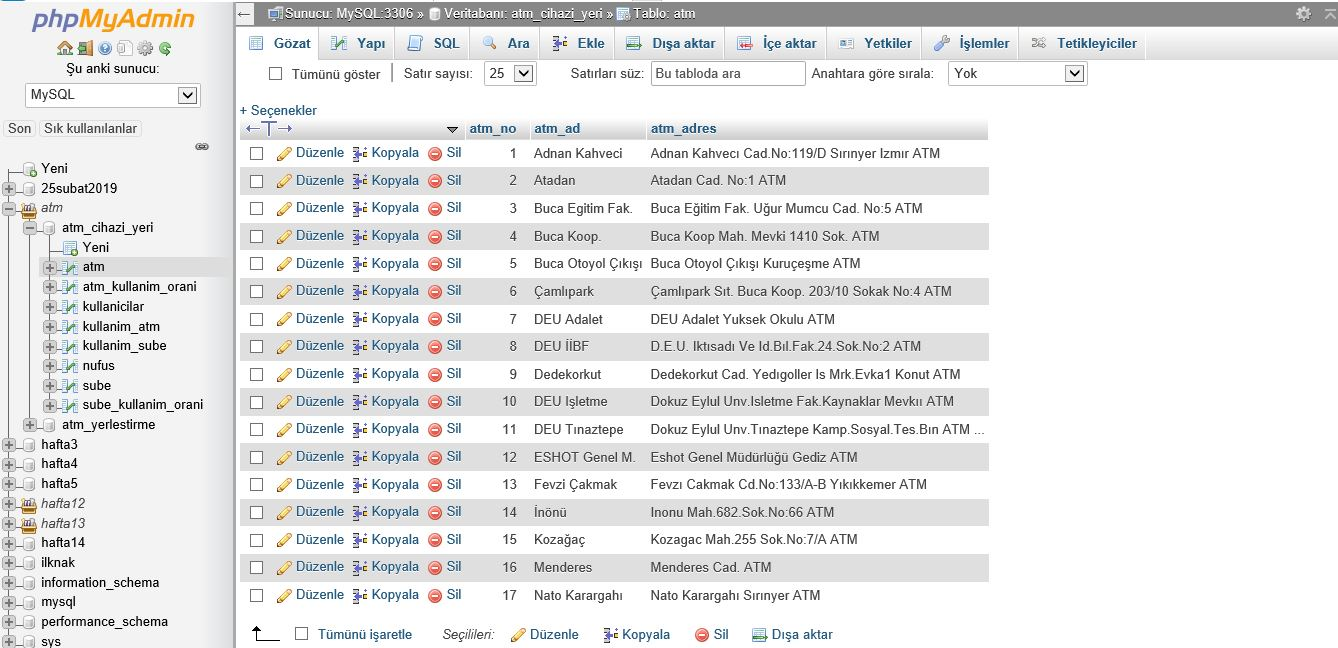 phpMyAdmin
Şu anki sunucu:
MySQL
Son Sık kullanılanlar
Yeni
25subat2019
atm
atm_cihazi_yeri
Yeni
atm
atm_kullanim_orani
kullanicilar
kullanim_atm
kullanim_sube
nufus
sube
sube_kullanim_orani
atm_yerlestirme
hafta3
hafta4
hafta5
hafta12
hafta13
hafta14
ilknak
information_schema
mysql
performance_schema
sys
Sunucu: MySQL:3306 » Veritabanı: atm_cihazi_yeri » Tablo: atm
Gözat Yapı SQL Ara Ekle Dışa aktar İçe aktar Yetkiler İşlemler Tetikleyiciler
Tümünü göster | Satır sayısı: 25 Satırları süz: Bu tabloda ara Anahtara göre sırala: Yok
+ Seçenekler
←T→ atm_no atm_ad atm_adres
Düzenle Kopyala Sil 1 Adnan Kahveci Adnan Kahvecı Cad.No:119/D Sırınyer Izmır ATM
Düzenle Kopyala Sil 2 Atadan Atadan Cad. No:1 ATM
Düzenle Kopyala Sil 3 Buca Egitim Fak. Buca Eğitim Fak. Uğur Mumcu Cad. No:5 ATM
Düzenle Kopyala Sil 4 Buca Koop. Buca Koop Mah. Mevki 1410 Sok. ATM
Düzenle Kopyala Sil 5 Buca Otoyol Çıkışı Buca Otoyol Çıkışı Kuruçeşme ATM
Düzenle Kopyala Sil 6 Çamlıpark Çamlıpark Sıt. Buca Koop. 203/10 Sokak No:4 ATM
Düzenle Kopyala Sil 7 DEU Adalet DEU Adalet Yuksek Okulu ATM
Düzenle Kopyala Sil 8 DEU İİBF D.E.U. Iktısadı Ve Id.Bıl.Fak.24.Sok.No:2 ATM
Düzenle Kopyala Sil 9 Dedekorkut Dedekorkut Cad. Yedıgoller Is Mrk.Evka1 Konut ATM
Düzenle Kopyala Sil 10 DEU Işletme Dokuz Eylul Unv.Isletme Fak.Kaynaklar Mevkıı ATM
Düzenle Kopyala Sil 11 DEU Tınaztepe Dokuz Eylul Unv.Tınaztepe Kamp.Sosyal.Tes.Bın ATM ...
Düzenle Kopyala Sil 12 ESHOT Genel M. Eshot Genel Müdürlüğü Gediz ATM
Düzenle Kopyala Sil 13 Fevzi Çakmak Fevzı Cakmak Cd.No:133/A-B Yıkıkkemer ATM
Düzenle Kopyala Sil 14 İnönü Inonu Mah.682.Sok.No:66 ATM
Düzenle Kopyala Sil 15 Kozağaç Kozagac Mah.255 Sok.No:7/A ATM
Düzenle Kopyala Sil 16 Menderes Menderes Cad. ATM
Düzenle Kopyala Sil 17 Nato Karargahı Nato Karargahı Sırınyer ATM
Tümünü işaretle Seçilileri: Düzenle Kopyala Sil Dışa aktar